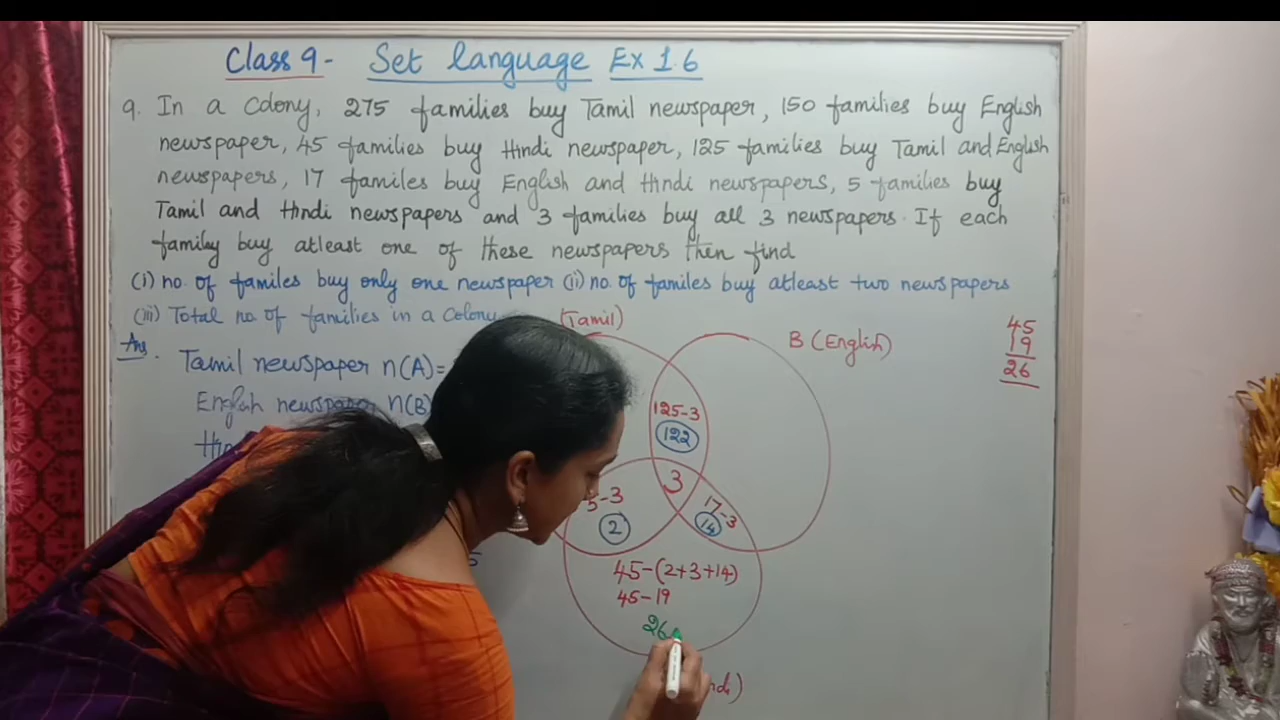 Class 9 - Set language Ex 1.6
9. In a Colony, 275 families buy Tamil newspaper, 150 families buy English
newspaper, 45 families buy Hindi newspaper, 125 families buy Tamil and English
newspapers, 17 familes buy English and Hindi newspapers, 5 families buy
Tamil and Hindi newspapers and 3 families buy all 3 newspapers. If each
family buy atleast one of these newspapers then find
(i) no. of familes buy only one newspaper (ii) no. of familes buy atleast two newspapers
(iii) Total no of families in a Colony
Ans.
(Tamil)
B (English)
45
19
26
Tamil newspaper n(A)=
English newspaper n(B)
125-3
122
3
5-3
2
17-3
14
45-(2+3+14)
45-19
26
5